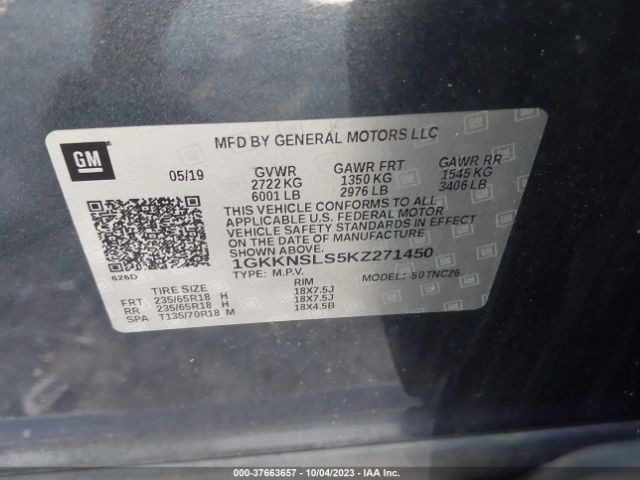 GM
MFD BY GENERAL MOTORS LLC
05/19 GVWR GAWR FRT GAWR RR
2722 KG 1350 KG 1545 KG
6001 LB 2976 LB 3406 LB
THIS VEHICLE CONFORMS TO ALL
APPLICABLE U.S. FEDERAL MOTOR
VEHICLE SAFETY STANDARDS IN EFFECT
ON THE DATE OF MANUFACTURE
SHOWN ABOVE.
1GKKNSLS5KZ271450
626D TYPE: M.P.V. MODEL: 50TNC26
TIRE SIZE RIM
FRT 235/65R18 H 18X7.5J
RR 235/65R18 H 18X7.5J
SPA T135/70R18 M 18X4.5B
000-37663657 - 10/04/2023 - IAA Inc.